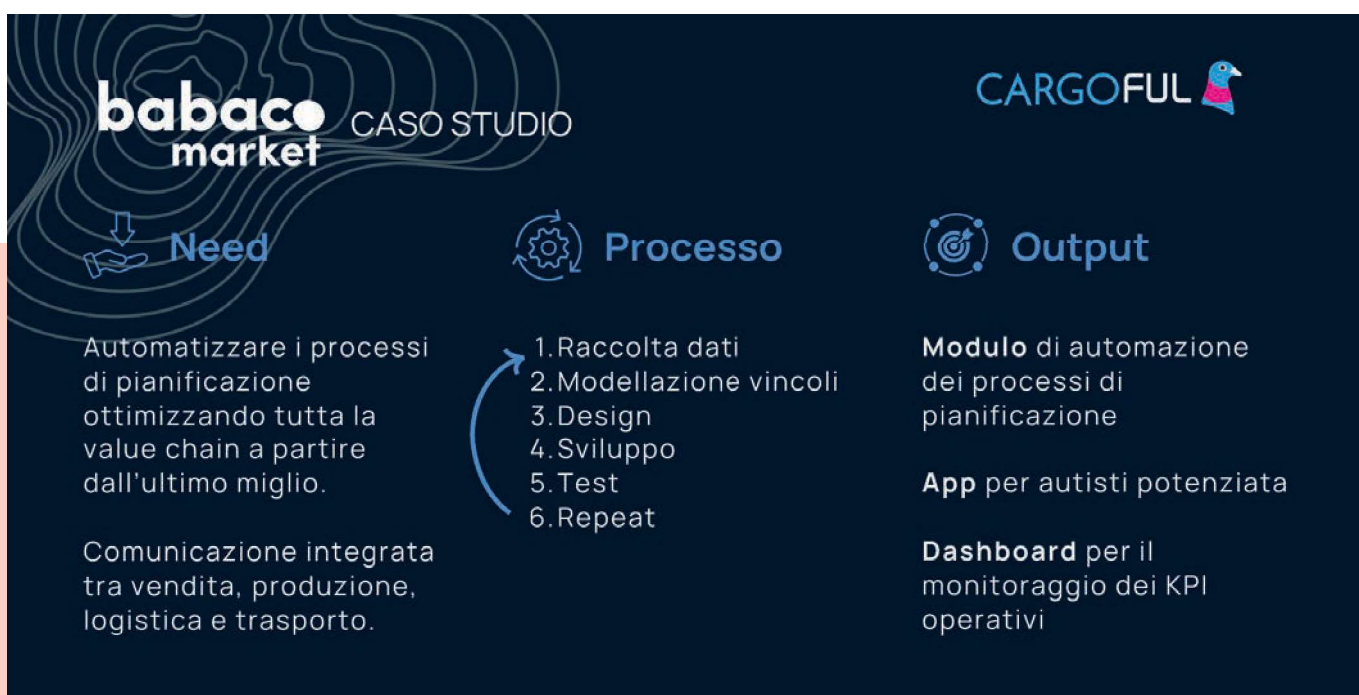 babaco
market
CASO STUDIO
CARGOFUL
Need
Automatizzare i processi
di pianificazione
ottimizzando tutta la
value chain a partire
dall'ultimo miglio.
Comunicazione integrata
tra vendita, produzione,
logistica e trasporto.
Processo
1.Raccolta dati
2.Modellazione vincoli
3.Design
4.Sviluppo
5.Test
6.Repeat
Output
Modulo di automazione
dei processi di
pianificazione
App per autisti potenziata
Dashboard per il
monitoraggio dei KPI
operativi